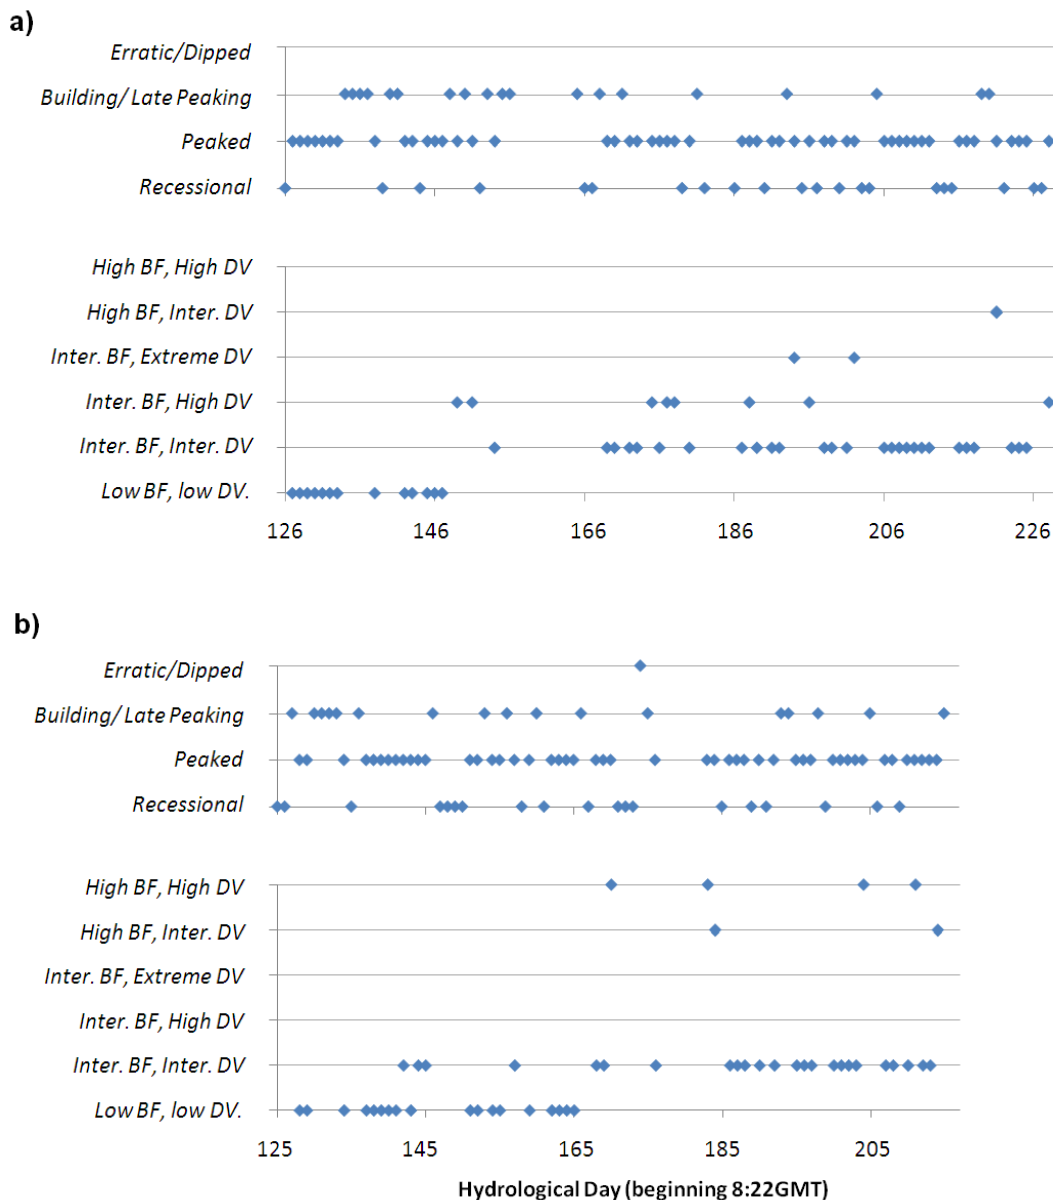 a)
Erratic/Dipped
Building/ Late Peaking
Peaked
Recessional
High BF, High DV
High BF, Inter. DV
Inter. BF, Extreme DV
Inter. BF, High DV
Inter. BF, Inter. DV
Low BF, low DV.
126 146 166 186 206 226
b)
Erratic/Dipped
Building/ Late Peaking
Peaked
Recessional
High BF, High DV
High BF, Inter. DV
Inter. BF, Extreme DV
Inter. BF, High DV
Inter. BF, Inter. DV
Low BF, low DV.
125 145 165 185 205
Hydrological Day (beginning 8:22GMT)